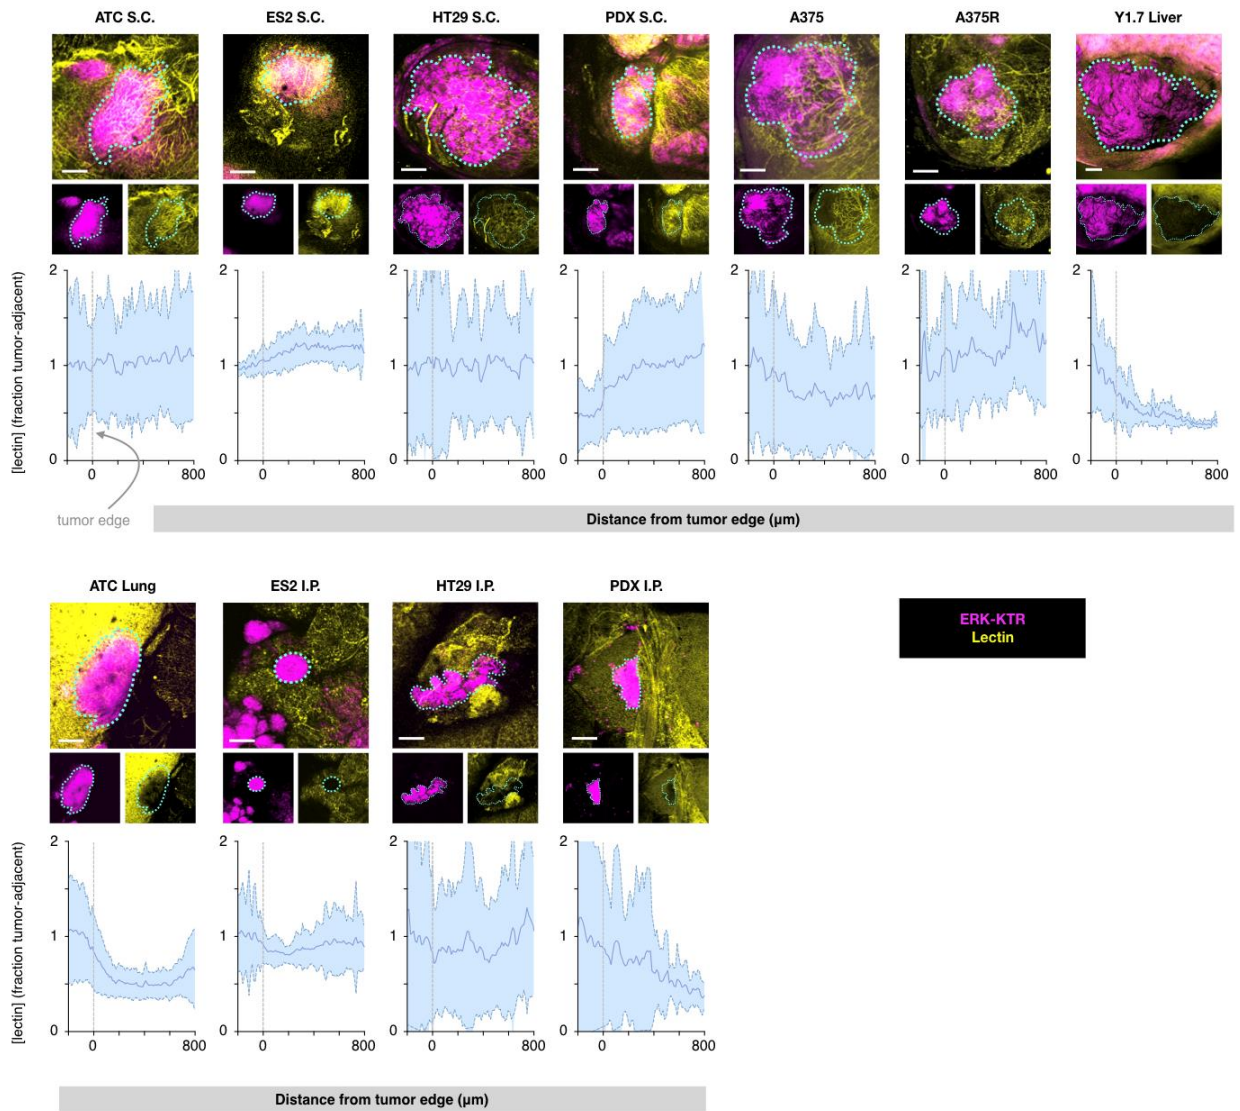 ATC S.C. ES2 S.C. HT29 S.C. PDX S.C. A375 A375R Y1.7 Liver
[lectin] (fraction tumor-adjacent)
2 2 2 2 2 2 2
1 1 1 1 1 1 1
0 0 0 0 0 0 0
0 800 0 800 0 800 0 800 0 800 0 800 0 800
tumor edge
Distance from tumor edge (µm)
ATC Lung ES2 I.P. HT29 I.P. PDX I.P.
ERK-KTR
Lectin
[lectin] (fraction tumor-adjacent)
2 2 2 2
1 1 1 1
0 0 0 0
0 800 0 800 0 800 0 800
Distance from tumor edge (µm)